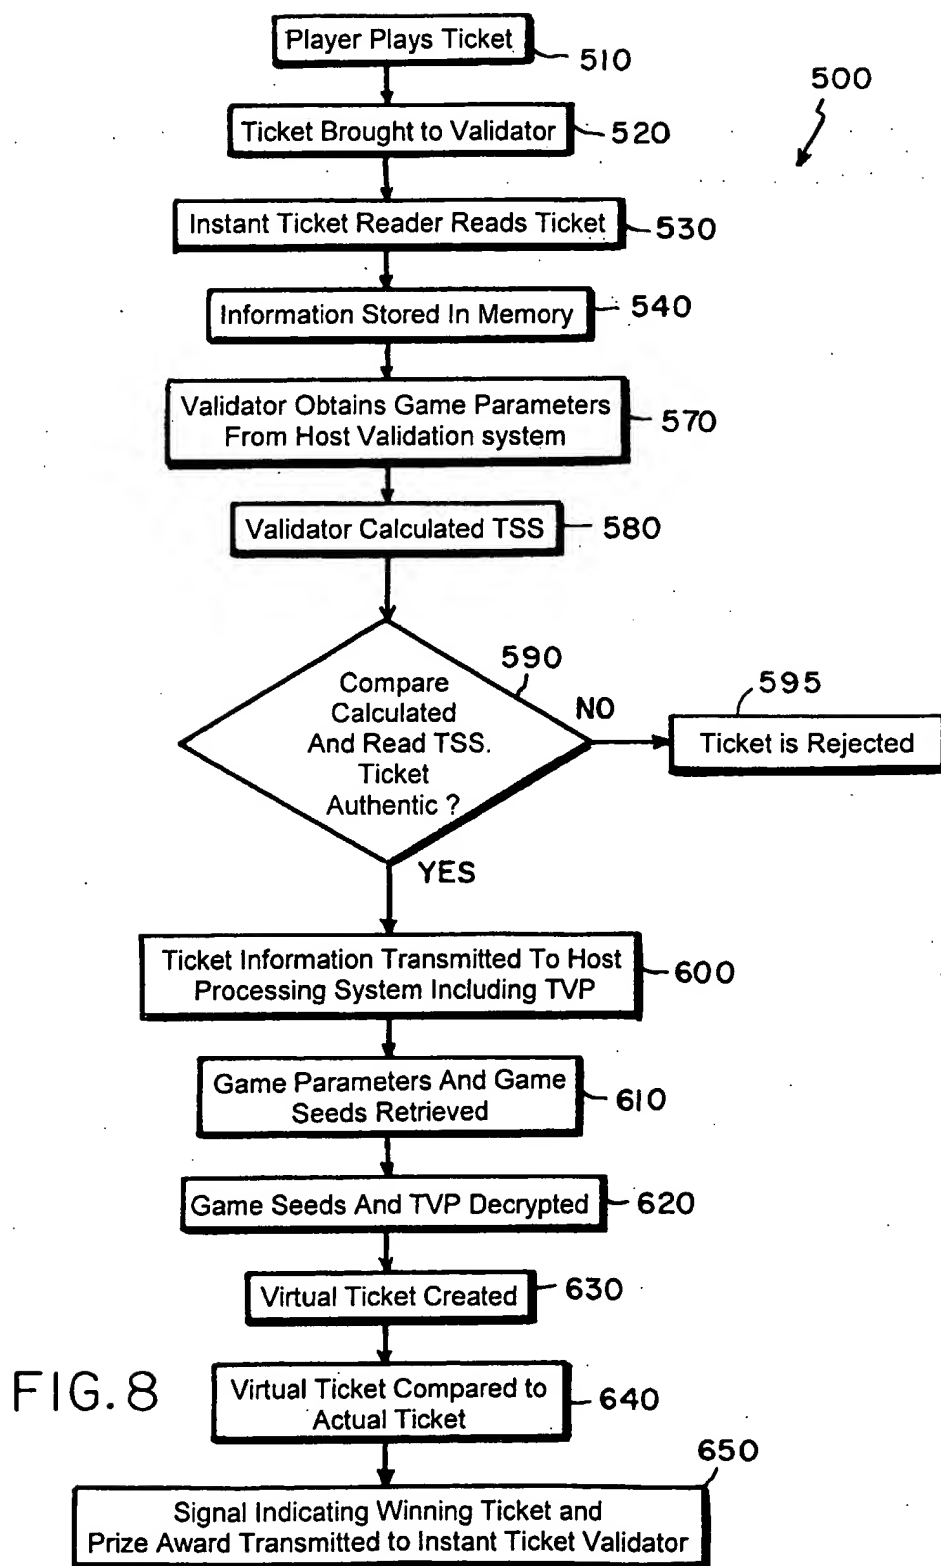 Player Plays Ticket
510
500
Ticket Brought to Validator
520
Instant Ticket Reader Reads Ticket
530
Information Stored In Memory
540
Validator Obtains Game Parameters
From Host Validation system
570
Validator Calculated TSS
580
590
Compare
Calculated
And Read TSS.
Ticket
Authentic ?
NO
595
Ticket is Rejected
YES
Ticket Information Transmitted To Host
Processing System Including TVP
600
Game Parameters And Game
Seeds Retrieved
610
Game Seeds And TVP Decrypted
620
Virtual Ticket Created
630
FIG. 8
Virtual Ticket Compared to
Actual Ticket
640
650
Signal Indicating Winning Ticket and
Prize Award Transmitted to Instant Ticket Validator